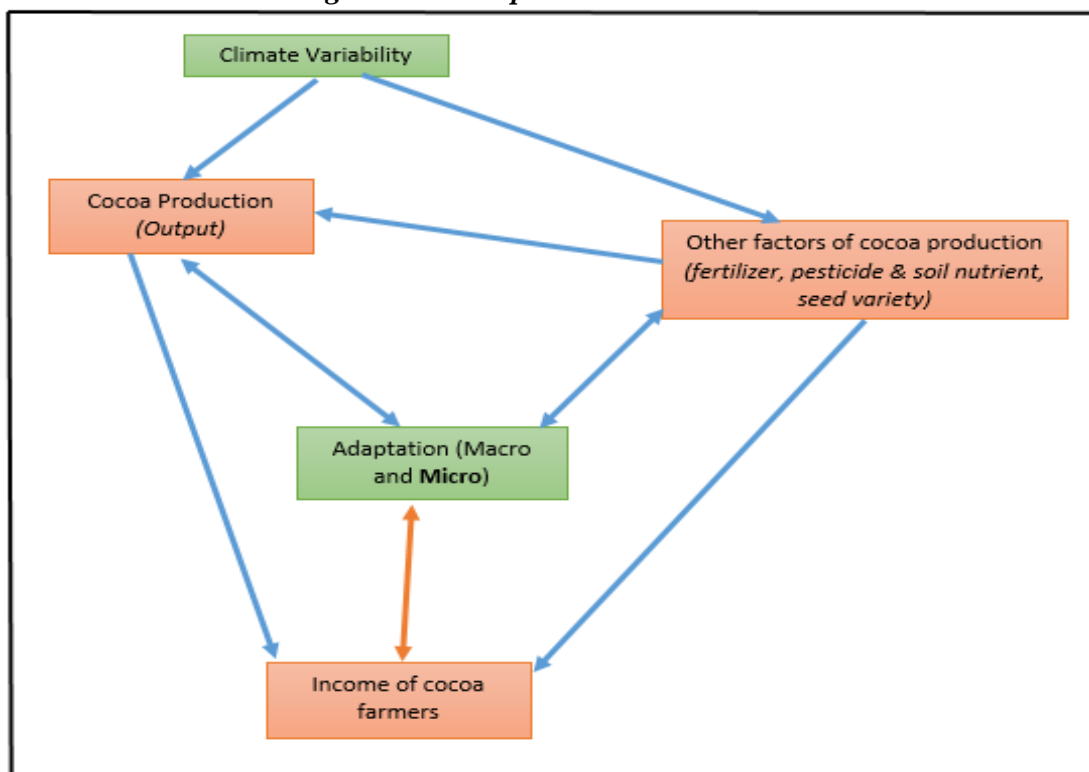 Climate Variability
Cocoa Production
(Output)
Other factors of cocoa production
(fertilizer, pesticide & soil nutrient,
seed variety)
Adaptation (Macro
and Micro)
Income of cocoa
farmers